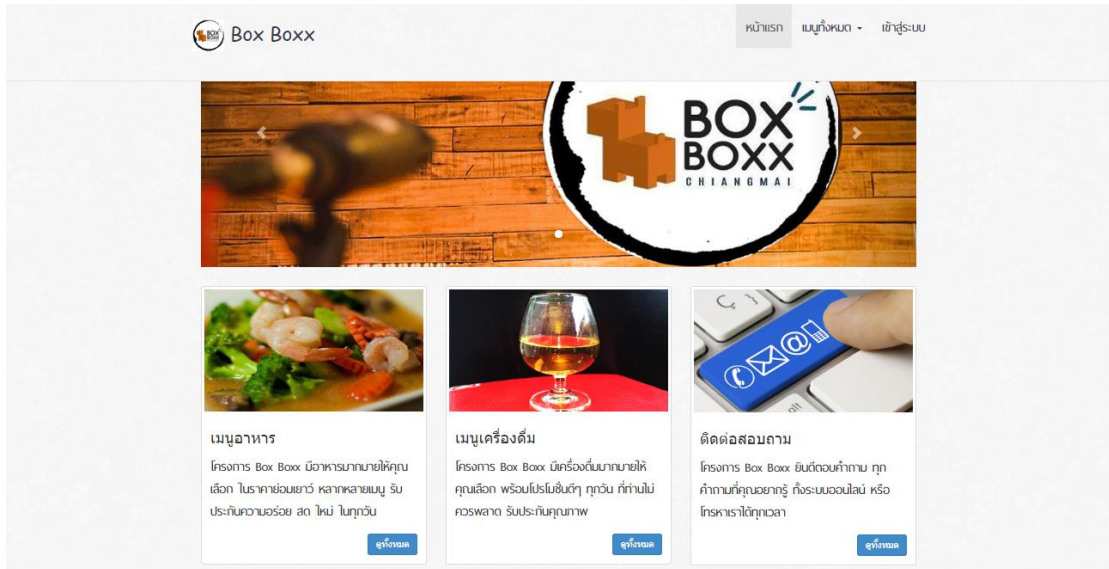 Box Boxx
หน้าแรก เมนูทั้งหมด เข้าสู่ระบบ
BOX
BOXX
CHIANGMAI
เมนูอาหาร
โครงการ Box Boxx มีอาหารมากมายให้คุณ
เลือก ในราคาย่อมเยาว์ หลากหลายเมนู รับ
ประกันความอร่อย สด ใหม่ ในทุกวัน
ดูทั้งหมด
เมนูเครื่องดื่ม
โครงการ Box Boxx มีเครื่องดื่มมากมายให้
คุณเลือก พร้อมโปรโมชั่นดีๆ ทุกวัน ที่ท่านไม่
ควรพลาด รับประกันคุณภาพ
ดูทั้งหมด
ติดต่อสอบถาม
โครงการ Box Boxx ยินดีตอบคำถาม ทุก
คำถามที่คุณอยากรู้ ทั้งระบบออนไลน์ หรือ
โทรหาเราได้ทุกเวลา
ดูทั้งหมด